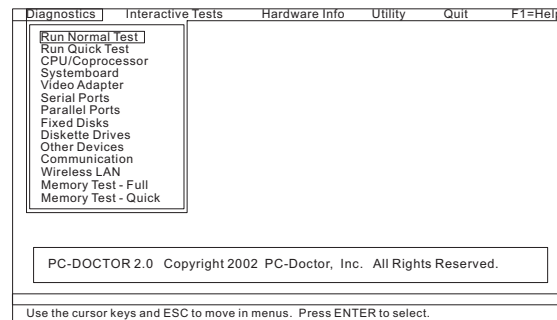 Diagnostics Interactive Tests Hardware Info Utility Quit F1=Help
Run Normal Test
Run Quick Test
CPU/Coprocessor
Systemboard
Video Adapter
Serial Ports
Parallel Ports
Fixed Disks
Diskette Drives
Other Devices
Communication
Wireless LAN
Memory Test - Full
Memory Test - Quick
PC-DOCTOR 2.0 Copyright 2002 PC-Doctor, Inc. All Rights Reserved.
Use the cursor keys and ESC to move in menus. Press ENTER to select.